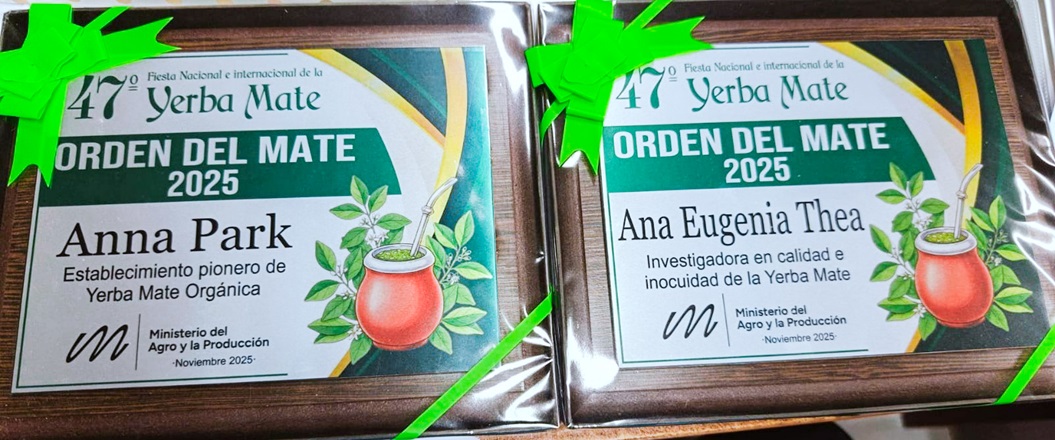 47º Fiesta Nacional e internacional de la
Yerba Mate
ORDEN DEL MATE
2025
Anna Park
Establecimiento pionero de
Yerba Mate Orgánica
Ministerio del
Agro y la Producción
·Noviembre 2025·
47º Fiesta Nacional e internacional de la
Yerba Mate
ORDEN DEL MATE
2025
Ana Eugenia Thea
Investigadora en calidad e
inocuidad de la Yerba Mate
Ministerio del
Agro y la Producción
·Noviembre 2025·